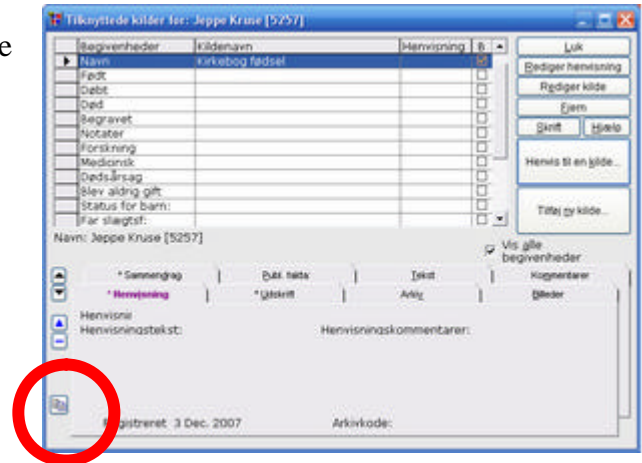 Tilknyttede kilder for: Jeppe Kruse [5257]
e
Begivenheder Kildenavn Henvisning B
Navn Kirkebog fødsel
Født
Døbt
Død
Begravet
Notater
Forskning
Medicinsk
Dødsårsag
Blev aldrig gift
Status for barn:
Far slægtsf:
Luk
Rediger henvisning
Rediger kilde
Fjern
Skrift Hjælp
Henvis til en kilde...
Tilføj ny kilde...
Navn: Jeppe Kruse [5257]
Vis alle
begivenheder
* Sammendrag Publ. fakta: Tekst Kommentarer
* Henvisning * Udskrift Arkiv Billeder
Henvisnir
Henvisningstekst: Henvisningskommentarer:
Registreret 3 Dec. 2007 Arkivkode: